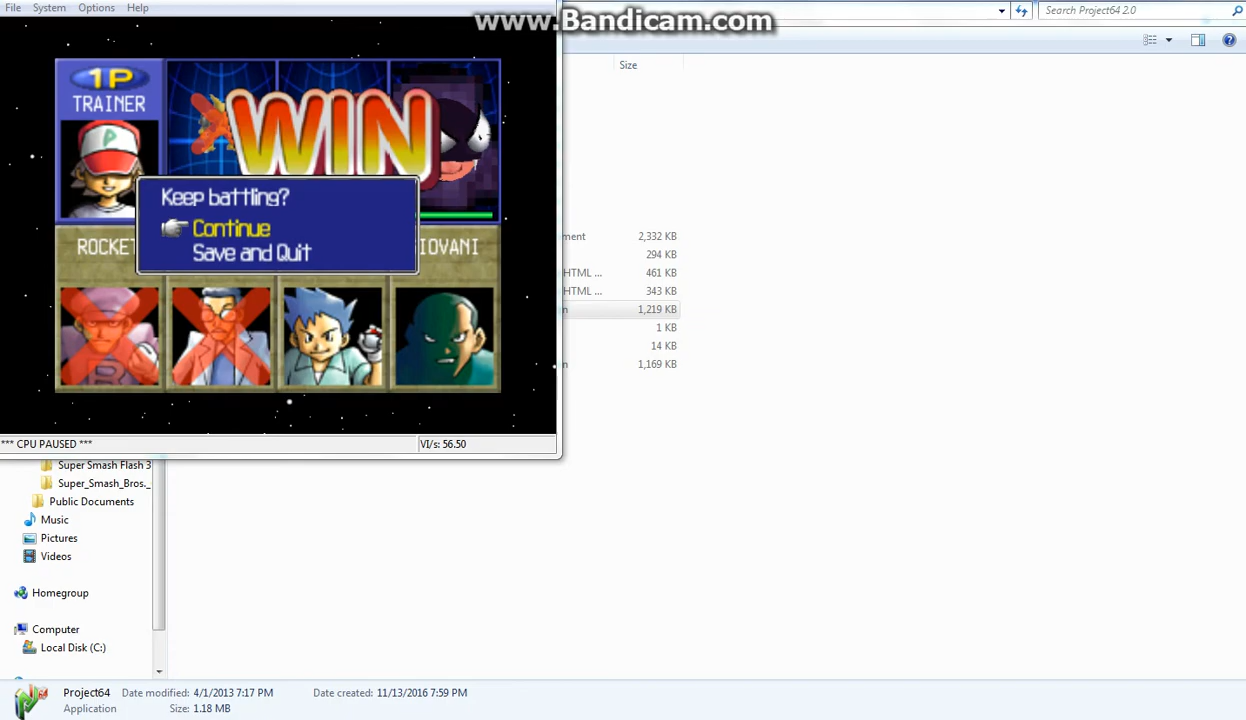 File System Options Help
www.Bandicam.com
Search Project64 2.0
Size
1P
TRAINER
WIN
Keep battling?
Continue
Save and Quit
ROCKET
IOVANI
ment 2,332 KB
294 KB
HTML ... 461 KB
HTML ... 343 KB
n 1,219 KB
1 KB
14 KB
n 1,169 KB
*** CPU PAUSED *** VI/s: 56.50
Super Smash Flash 3
Super_Smash_Bros._
Public Documents
Music
Pictures
Videos
Homegroup
Computer
Local Disk (C:)
Project64 Date modified: 4/1/2013 7:17 PM Date created: 11/13/2016 7:59 PM
Application Size: 1.18 MB